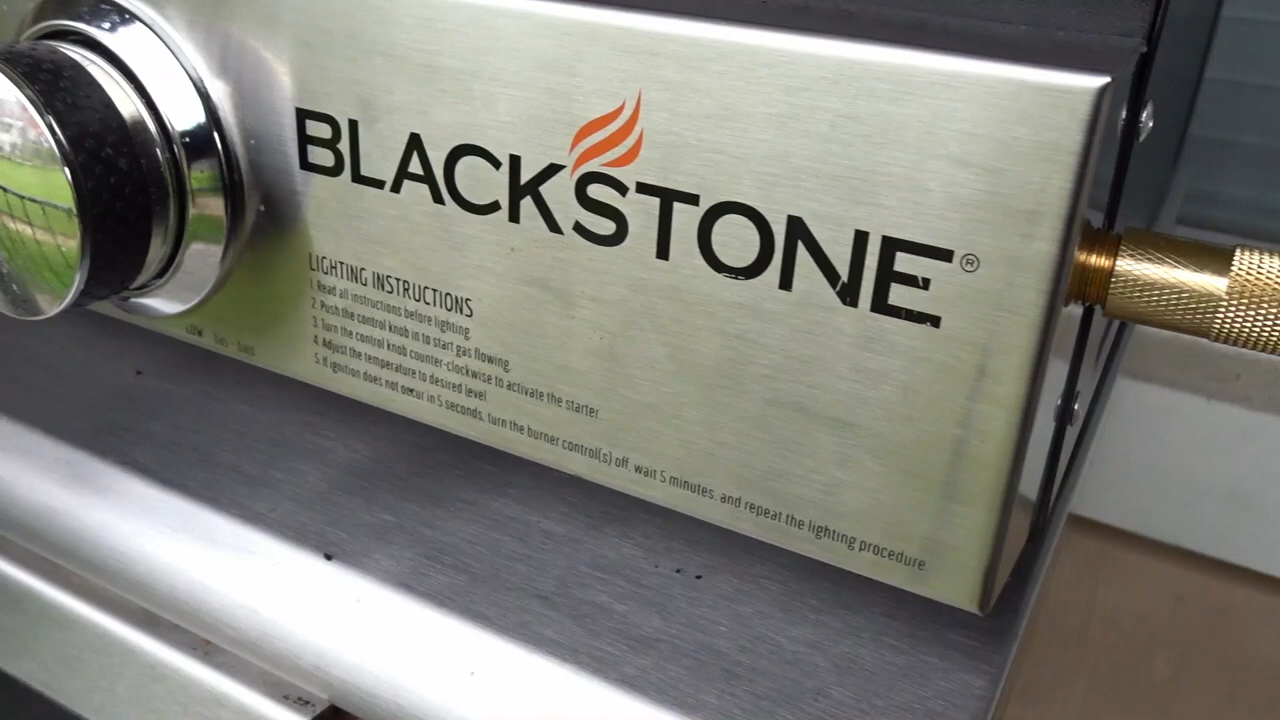 BLACKSTONE®
LIGHTING INSTRUCTIONS
1. Read all instructions before lighting.
2. Push the control knob in to start gas flowing.
3. Turn the control knob counter-clockwise to activate the starter.
4. Adjust the temperature to desired level.
5. If ignition does not occur in 5 seconds, turn the burner control(s) off, wait 5 minutes, and repeat the lighting procedure.
LOW